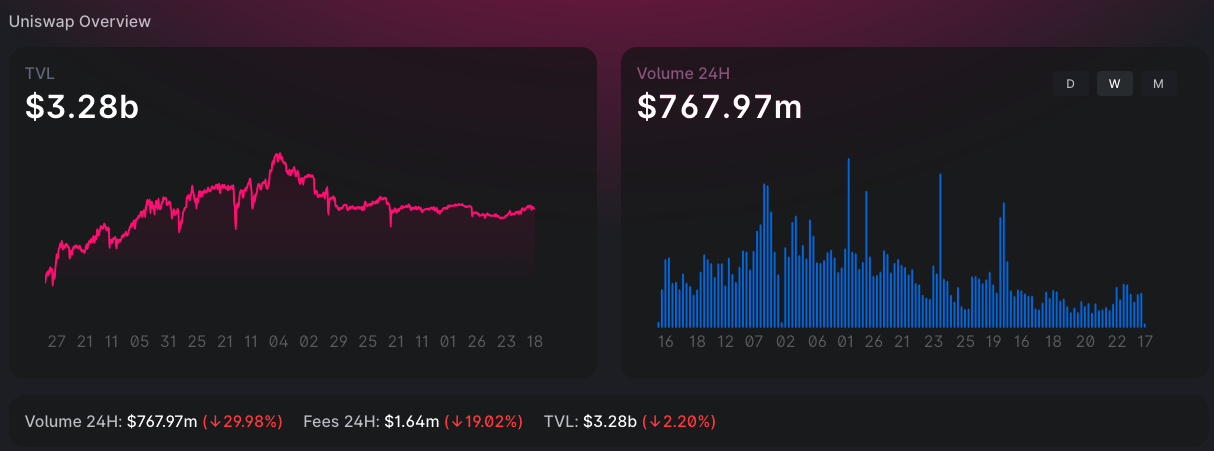 Uniswap Overview
TVL
$3.28b
27 21 11 05 31 25 21 11 04 02 29 25 21 11 01 26 23 18
Volume 24H
$767.97m
D W M
16 18 12 07 02 06 01 26 21 23 25 19 16 18 20 22 17
Volume 24H: $767.97m (↓29.98%) Fees 24H: $1.64m (↓19.02%) TVL: $3.28b (↓2.20%)